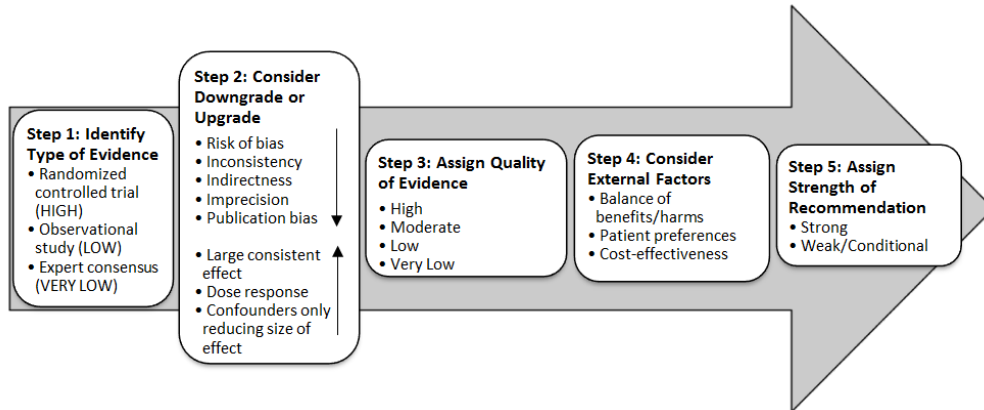 Step 1: Identify
Type of Evidence
• Randomized
controlled trial
(HIGH)
• Observational
study (LOW)
• Expert consensus
(VERY LOW)
Step 2: Consider
Downgrade or
Upgrade
• Risk of bias
• Inconsistency
• Indirectness
• Imprecision
• Publication bias
• Large consistent
effect
• Dose response
• Confounders only
reducing size of
effect
Step 3: Assign Quality
of Evidence
• High
• Moderate
• Low
• Very Low
Step 4: Consider
External Factors
• Balance of
benefits/harms
• Patient preferences
• Cost-effectiveness
Step 5: Assign
Strength of
Recommendation
• Strong
• Weak/Conditional